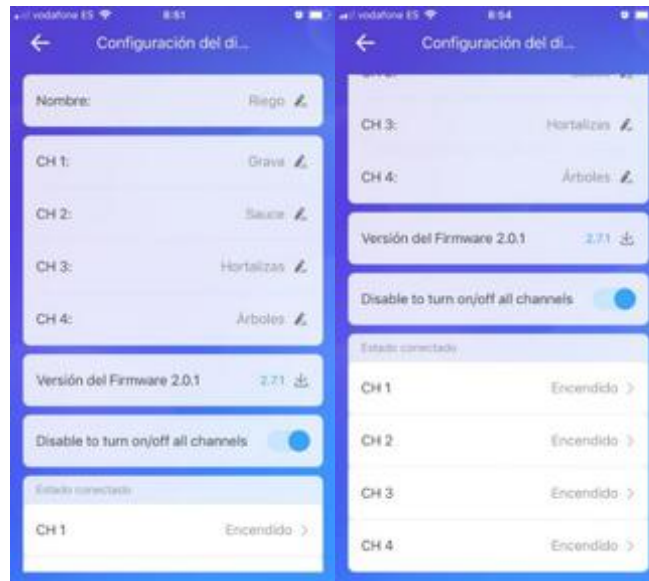 vodafone ES 8:51
Configuración del di...
Nombre: Riego
CH 1: Grava
CH 2: Sauce
CH 3: Hortalizas
CH 4: Árboles
Versión del Firmware 2.0.1 2.7.1
Disable to turn on/off all channels
Estado conectado
CH 1 Encendido
vodafone ES 8:54
Configuración del di...
CH 3: Hortalizas
CH 4: Árboles
Versión del Firmware 2.0.1 2.7.1
Disable to turn on/off all channels
Estado conectado
CH 1 Encendido
CH 2 Encendido
CH 3 Encendido
CH 4 Encendido